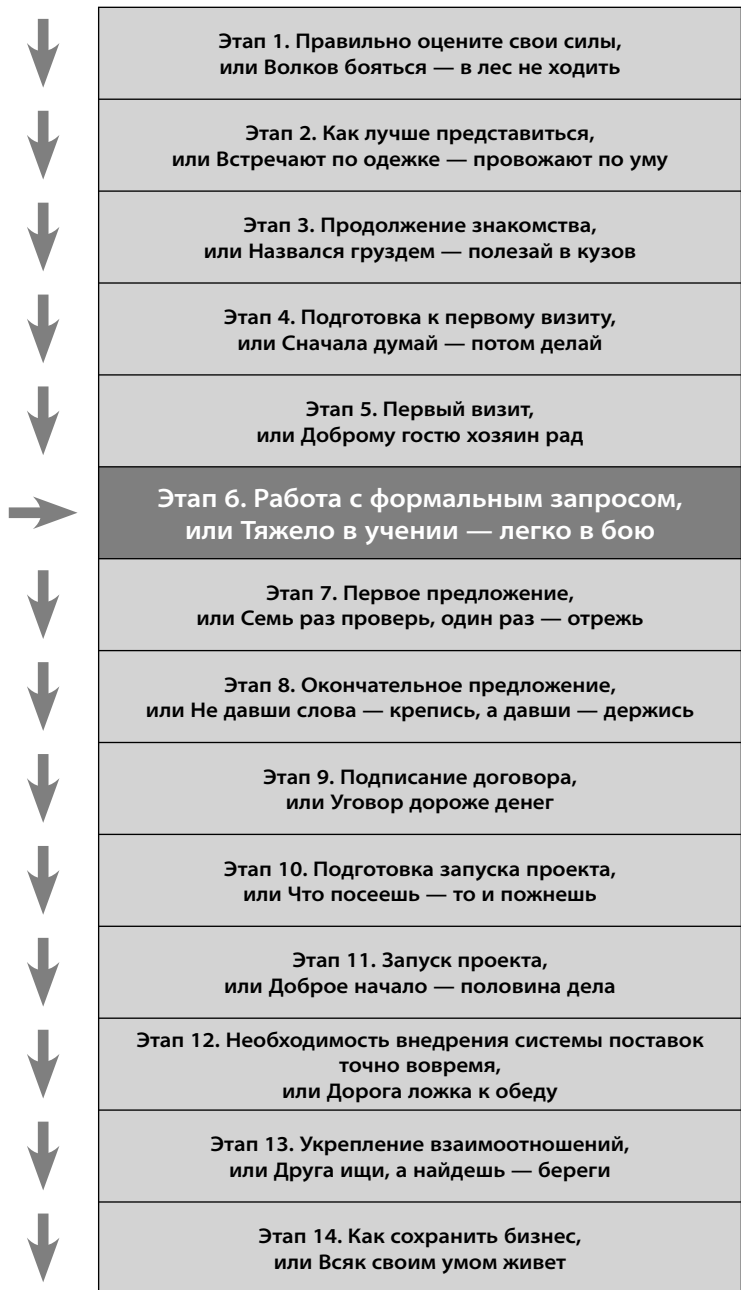 Этап 1. Правильно оцените свои силы,
или Волков бояться — в лес не ходить
Этап 2. Как лучше представиться,
или Встречают по одежке — провожают по уму
Этап 3. Продолжение знакомства,
или Назвался груздем — полезай в кузов
Этап 4. Подготовка к первому визиту,
или Сначала думай — потом делай
Этап 5. Первый визит,
или Доброму гостю хозяин рад
Этап 6. Работа с формальным запросом,
или Тяжело в учении — легко в бою
Этап 7. Первое предложение,
или Семь раз проверь, один раз — отрежь
Этап 8. Окончательное предложение,
или Не давши слова — крепись, а давши — держись
Этап 9. Подписание договора,
или Уговор дороже денег
Этап 10. Подготовка запуска проекта,
или Что посеешь — то и пожнешь
Этап 11. Запуск проекта,
или Доброе начало — половина дела
Этап 12. Необходимость внедрения системы поставок
точно вовремя,
или Дорога ложка к обеду
Этап 13. Укрепление взаимоотношений,
или Друга ищи, а найдешь — береги
Этап 14. Как сохранить бизнес,
или Всяк своим умом живет